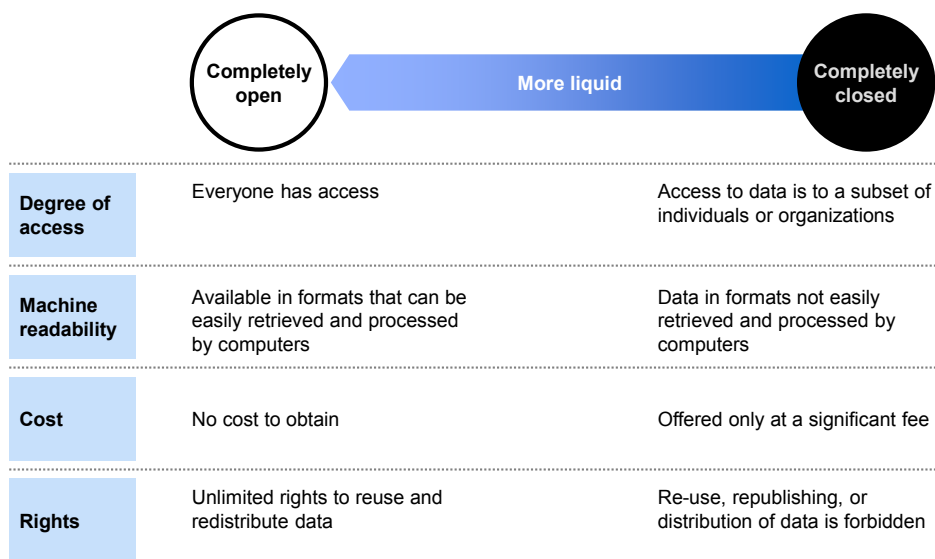 Completely
open
More liquid
Completely
closed
Degree of
access
Everyone has access
Access to data is to a subset of
individuals or organizations
Machine
readability
Available in formats that can be
easily retrieved and processed
by computers
Data in formats not easily
retrieved and processed by
computers
Cost
No cost to obtain
Offered only at a significant fee
Rights
Unlimited rights to reuse and
redistribute data
Re-use, republishing, or
distribution of data is forbidden